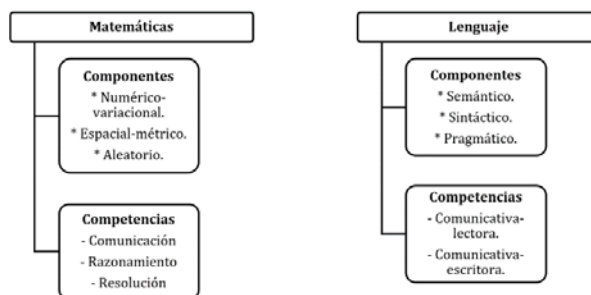 Matemáticas
Componentes
* Numérico-
variacional.
* Espacial-métrico.
* Aleatorio.
Competencias
- Comunicación
- Razonamiento
- Resolución
Lenguaje
Componentes
* Semántico.
* Sintáctico.
* Pragmático.
Competencias
- Comunicativa-
lectora.
- Comunicativa-
escritora.